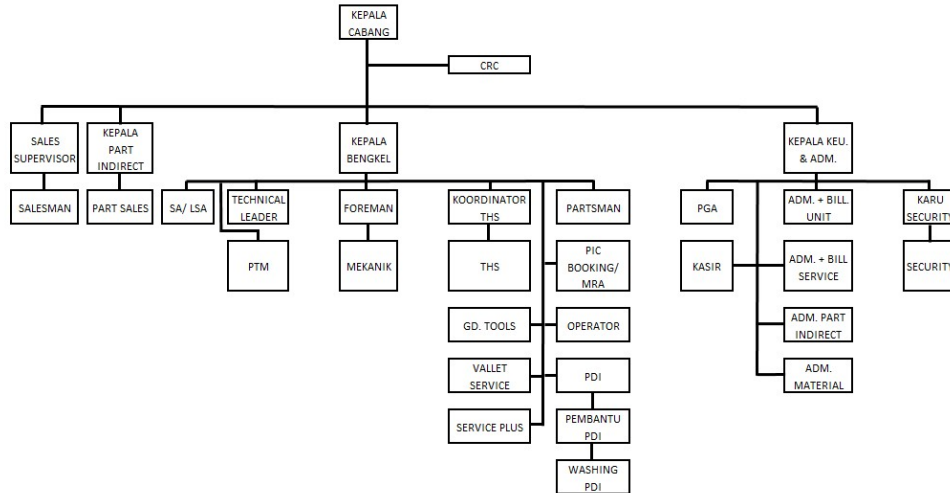 KEPALA
CABANG
CRC
SALES
SUPERVISOR
KEPALA
PART
INDIRECT
KEPALA
BENGKEL
KEPALA KEU.
& ADM.
SALESMAN
PART SALES
SA/ LSA
TECHNICAL
LEADER
FOREMAN
KOORDINATOR
THS
PARTSMAN
PGA
ADM. + BILL.
UNIT
KARU
SECURITY
PTM
MEKANIK
THS
PIC
BOOKING/
MRA
KASIR
ADM. + BILL
SERVICE
SECURITY
GD. TOOLS
OPERATOR
ADM. PART
INDIRECT
VALLET
SERVICE
PDI
ADM.
MATERIAL
SERVICE PLUS
PEMBANTU
PDI
WASHING
PDI